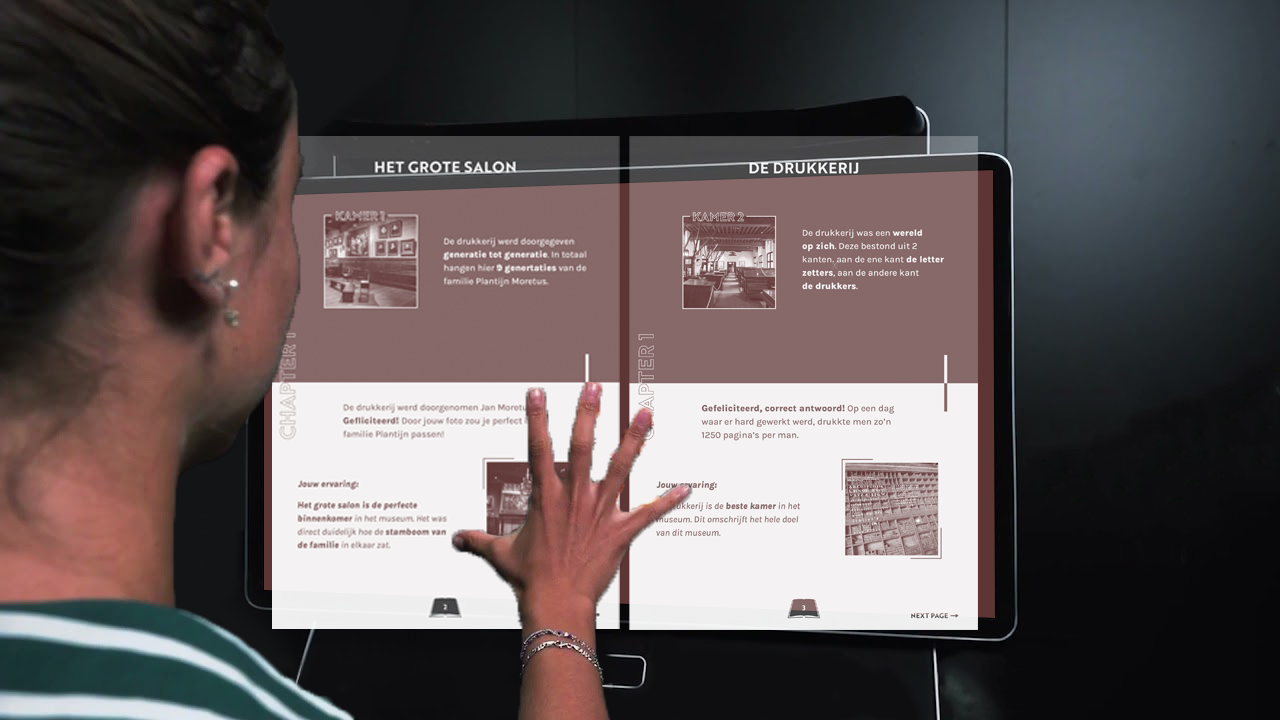 HET GROTE SALON
KAMER 1
De drukkerij werd doorgegeven
generatie tot generatie. In totaal
hangen hier 9 genertaties van de
familie Plantijn Moretus.
CHAPTER 1
De drukkerij werd doorgenomen Jan Moretu
Gefliciteerd! Door jouw foto zou je perfect
familie Plantijn passen!
Jouw ervaring:
Het grote salon is de perfecte
binnenkamer in het museum. Het was
direct duidelijk hoe de stamboom van
de familie in elkaar zat.
2
DE DRUKKERIJ
KAMER 2
De drukkerij was een wereld
op zich. Deze bestond uit 2
kanten. aan de ene kant de letter
zetters, aan de andere kant
de drukkers.
CHAPTER 1
Gefeliciteerd, correct antwoord! Op een dag
waar er hard gewerkt werd, drukkte men zo'n
1250 pagina's per man.
Jouw ervaring:
drukkerij is de beste kamer in het
museum. Dit omschrijft het hele doel
van dit museum.
3
NEXT PAGE →